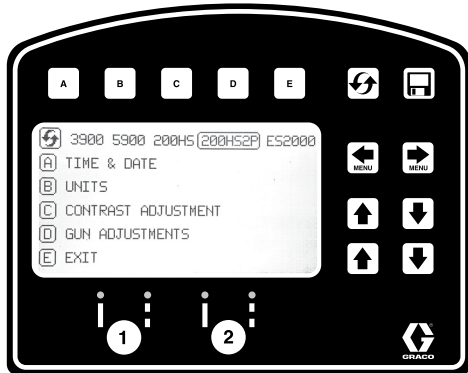 A B C D E
3900 5900 200HS 200HS2P ES2000
A TIME & DATE
B UNITS
C CONTRAST ADJUSTMENT
D GUN ADJUSTMENTS
E EXIT
MENU MENU
1 2
GRACO